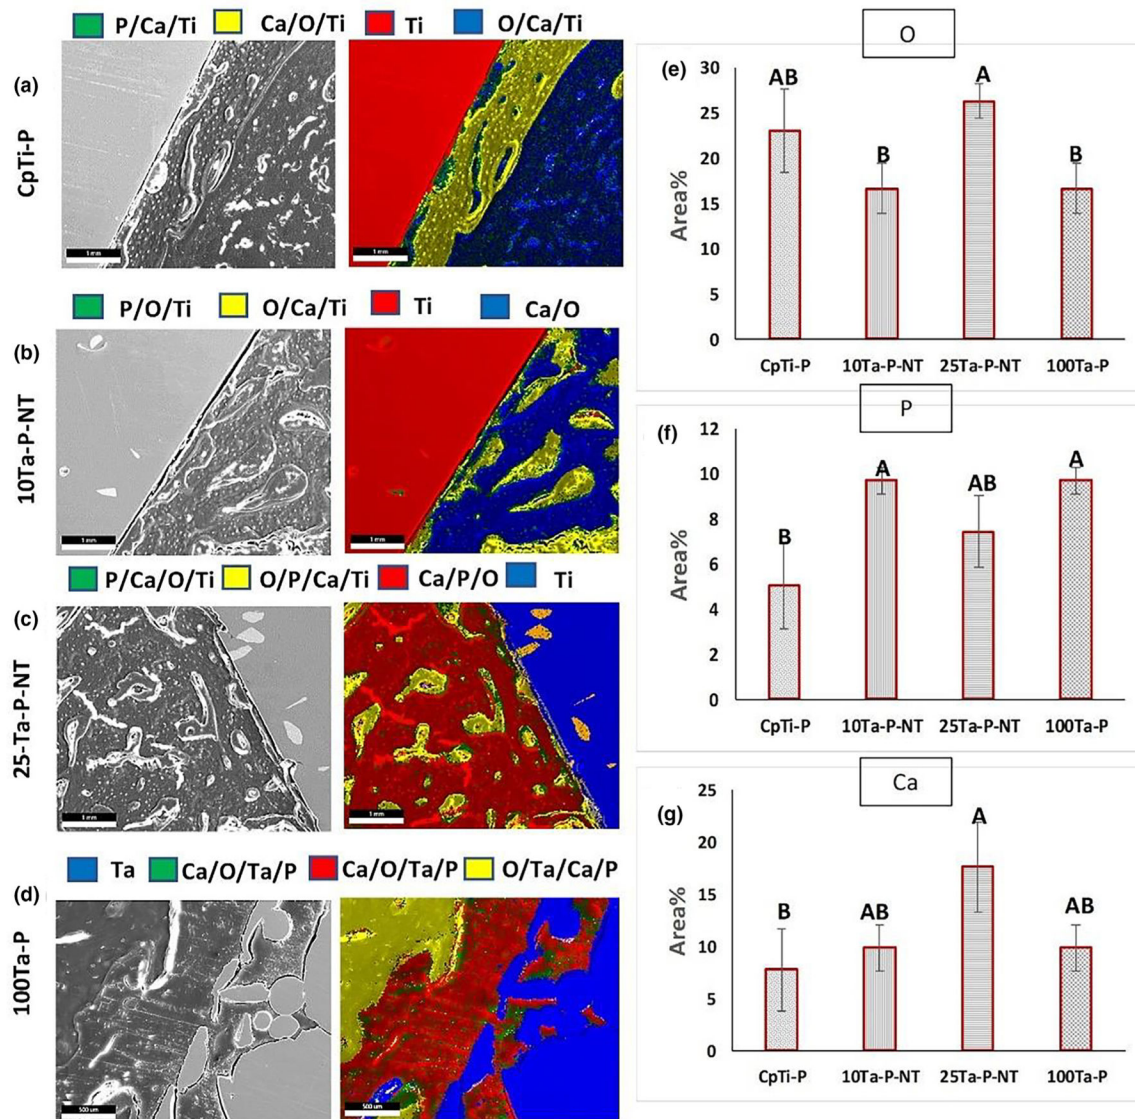 P/Ca/Ti Ca/O/Ti Ti O/Ca/Ti
(a)
CpTi-P
1 mm 1 mm
P/O/Ti O/Ca/Ti Ti Ca/O
(b)
10Ta-P-NT
1 mm 1 mm
P/Ca/O/Ti O/P/Ca/Ti Ca/P/O Ti
(c)
25-Ta-P-NT
1 mm 1 mm
Ta Ca/O/Ta/P Ca/O/Ta/P O/Ta/Ca/P
(d)
100Ta-P
500 um 500 um
O
(e)
Area%
30
25
20
15
10
5
0
AB B A B
CpTi-P 10Ta-P-NT 25Ta-P-NT 100Ta-P
P
(f)
Area%
12
10
8
6
4
2
0
B A AB A
CpTi-P 10Ta-P-NT 25Ta-P-NT 100Ta-P
Ca
(g)
Area%
25
20
15
10
5
0
B AB A AB
CpTi-P 10Ta-P-NT 25Ta-P-NT 100Ta-P